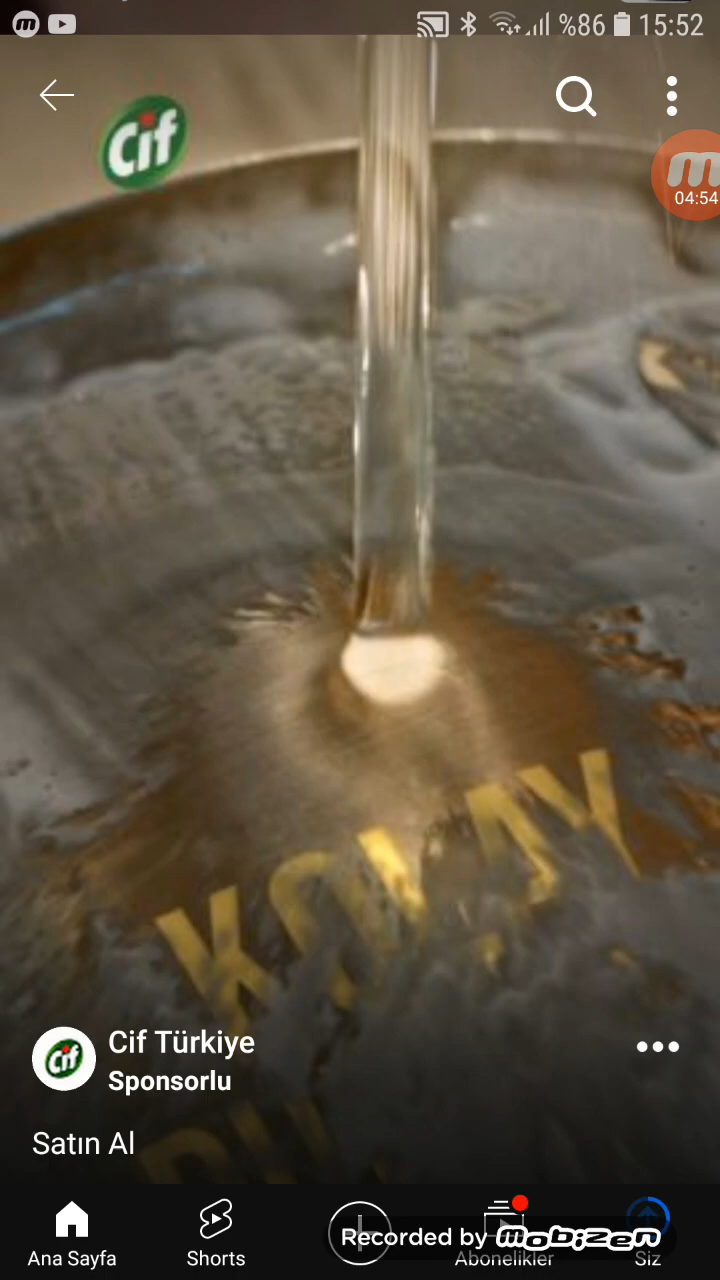 m
%86 15:52
Cif
m
04:54
KOLAY
Cif
Cif Türkiye
Sponsorlu
Satın Al
Ana Sayfa
Shorts
Abonelikler
Siz
Recorded by mobizen